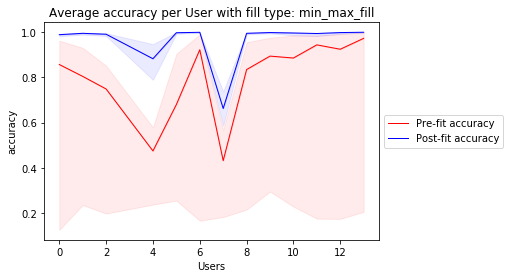 Average accuracy per User with fill type: min_max_fill
1.0
0.8
0.6
0.4
0.2
accuracy
0 2 4 6 8 10 12
Users
Pre-fit accuracy
Post-fit accuracy